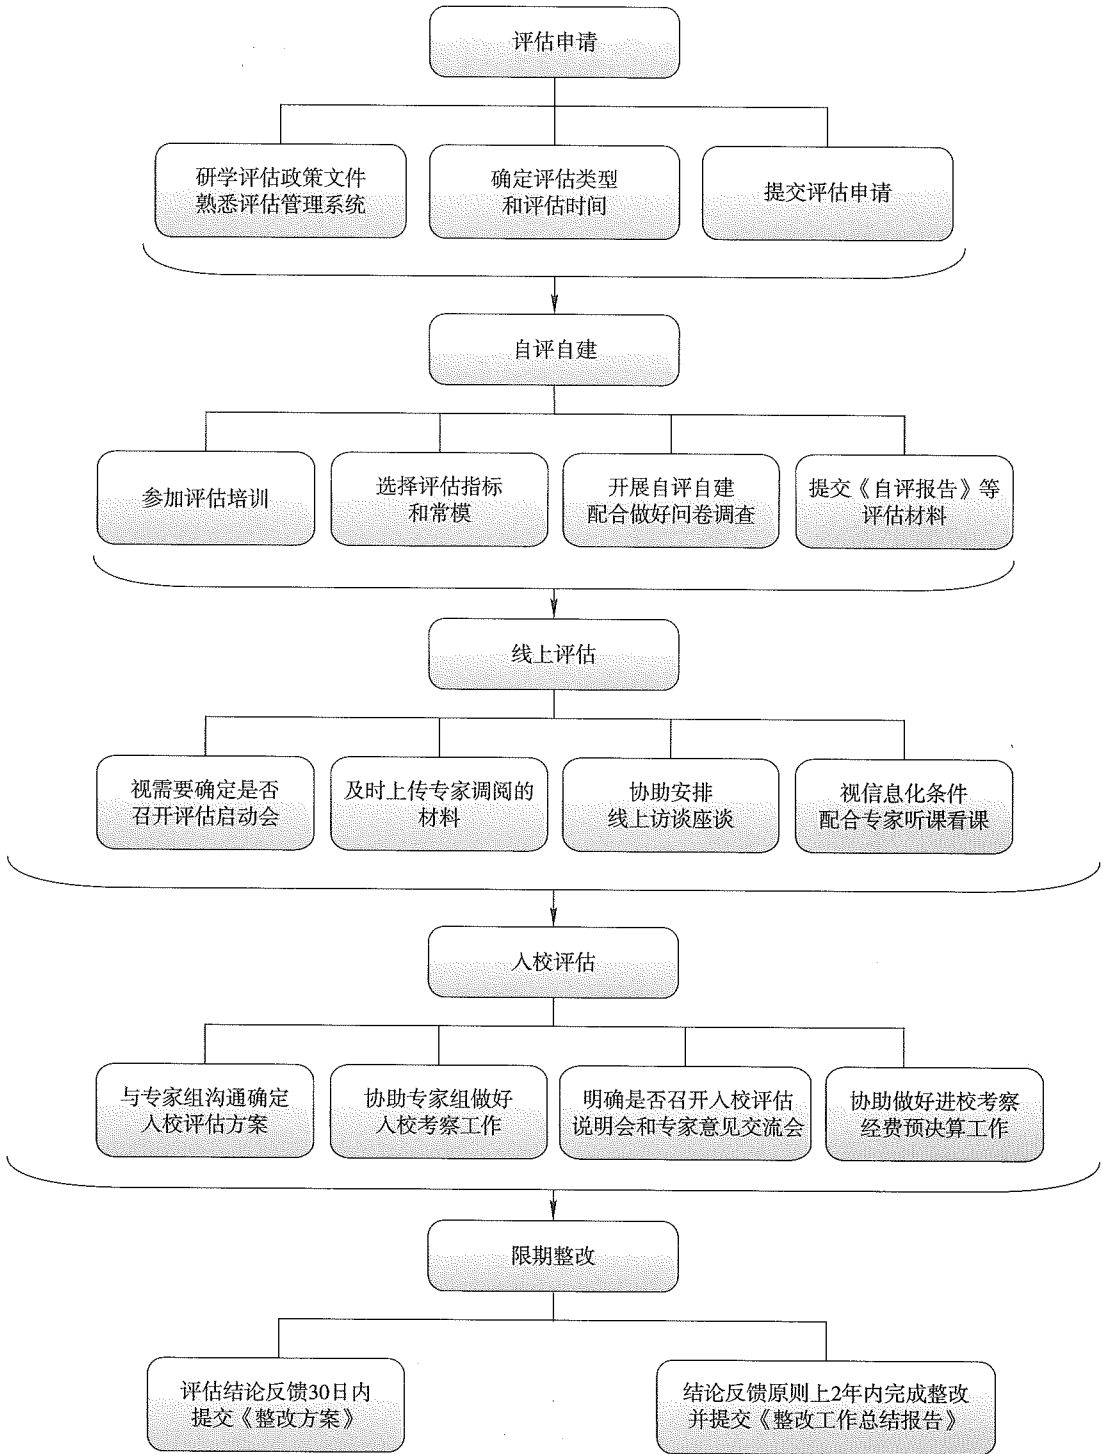 评估申请
研学评估政策文件
熟悉评估管理系统
确定评估类型
和评估时间
提交评估申请
自评自建
参加评估培训
选择评估指标
和常模
开展自评自建
配合做好问卷调查
提交《自评报告》等
评估材料
线上评估
视需要确定是否
召开评估启动会
及时上传专家调阅的
材料
协助安排
线上访谈座谈
视信息化条件
配合专家听课看课
入校评估
与专家组沟通确定
入校评估方案
协助专家组做好
入校考察工作
明确是否召开入校评估
说明会和专家意见交流会
协助做好进校考察
经费预决算工作
限期整改
评估结论反馈30日内
提交《整改方案》
结论反馈原则上2年内完成整改
并提交《整改工作总结报告》